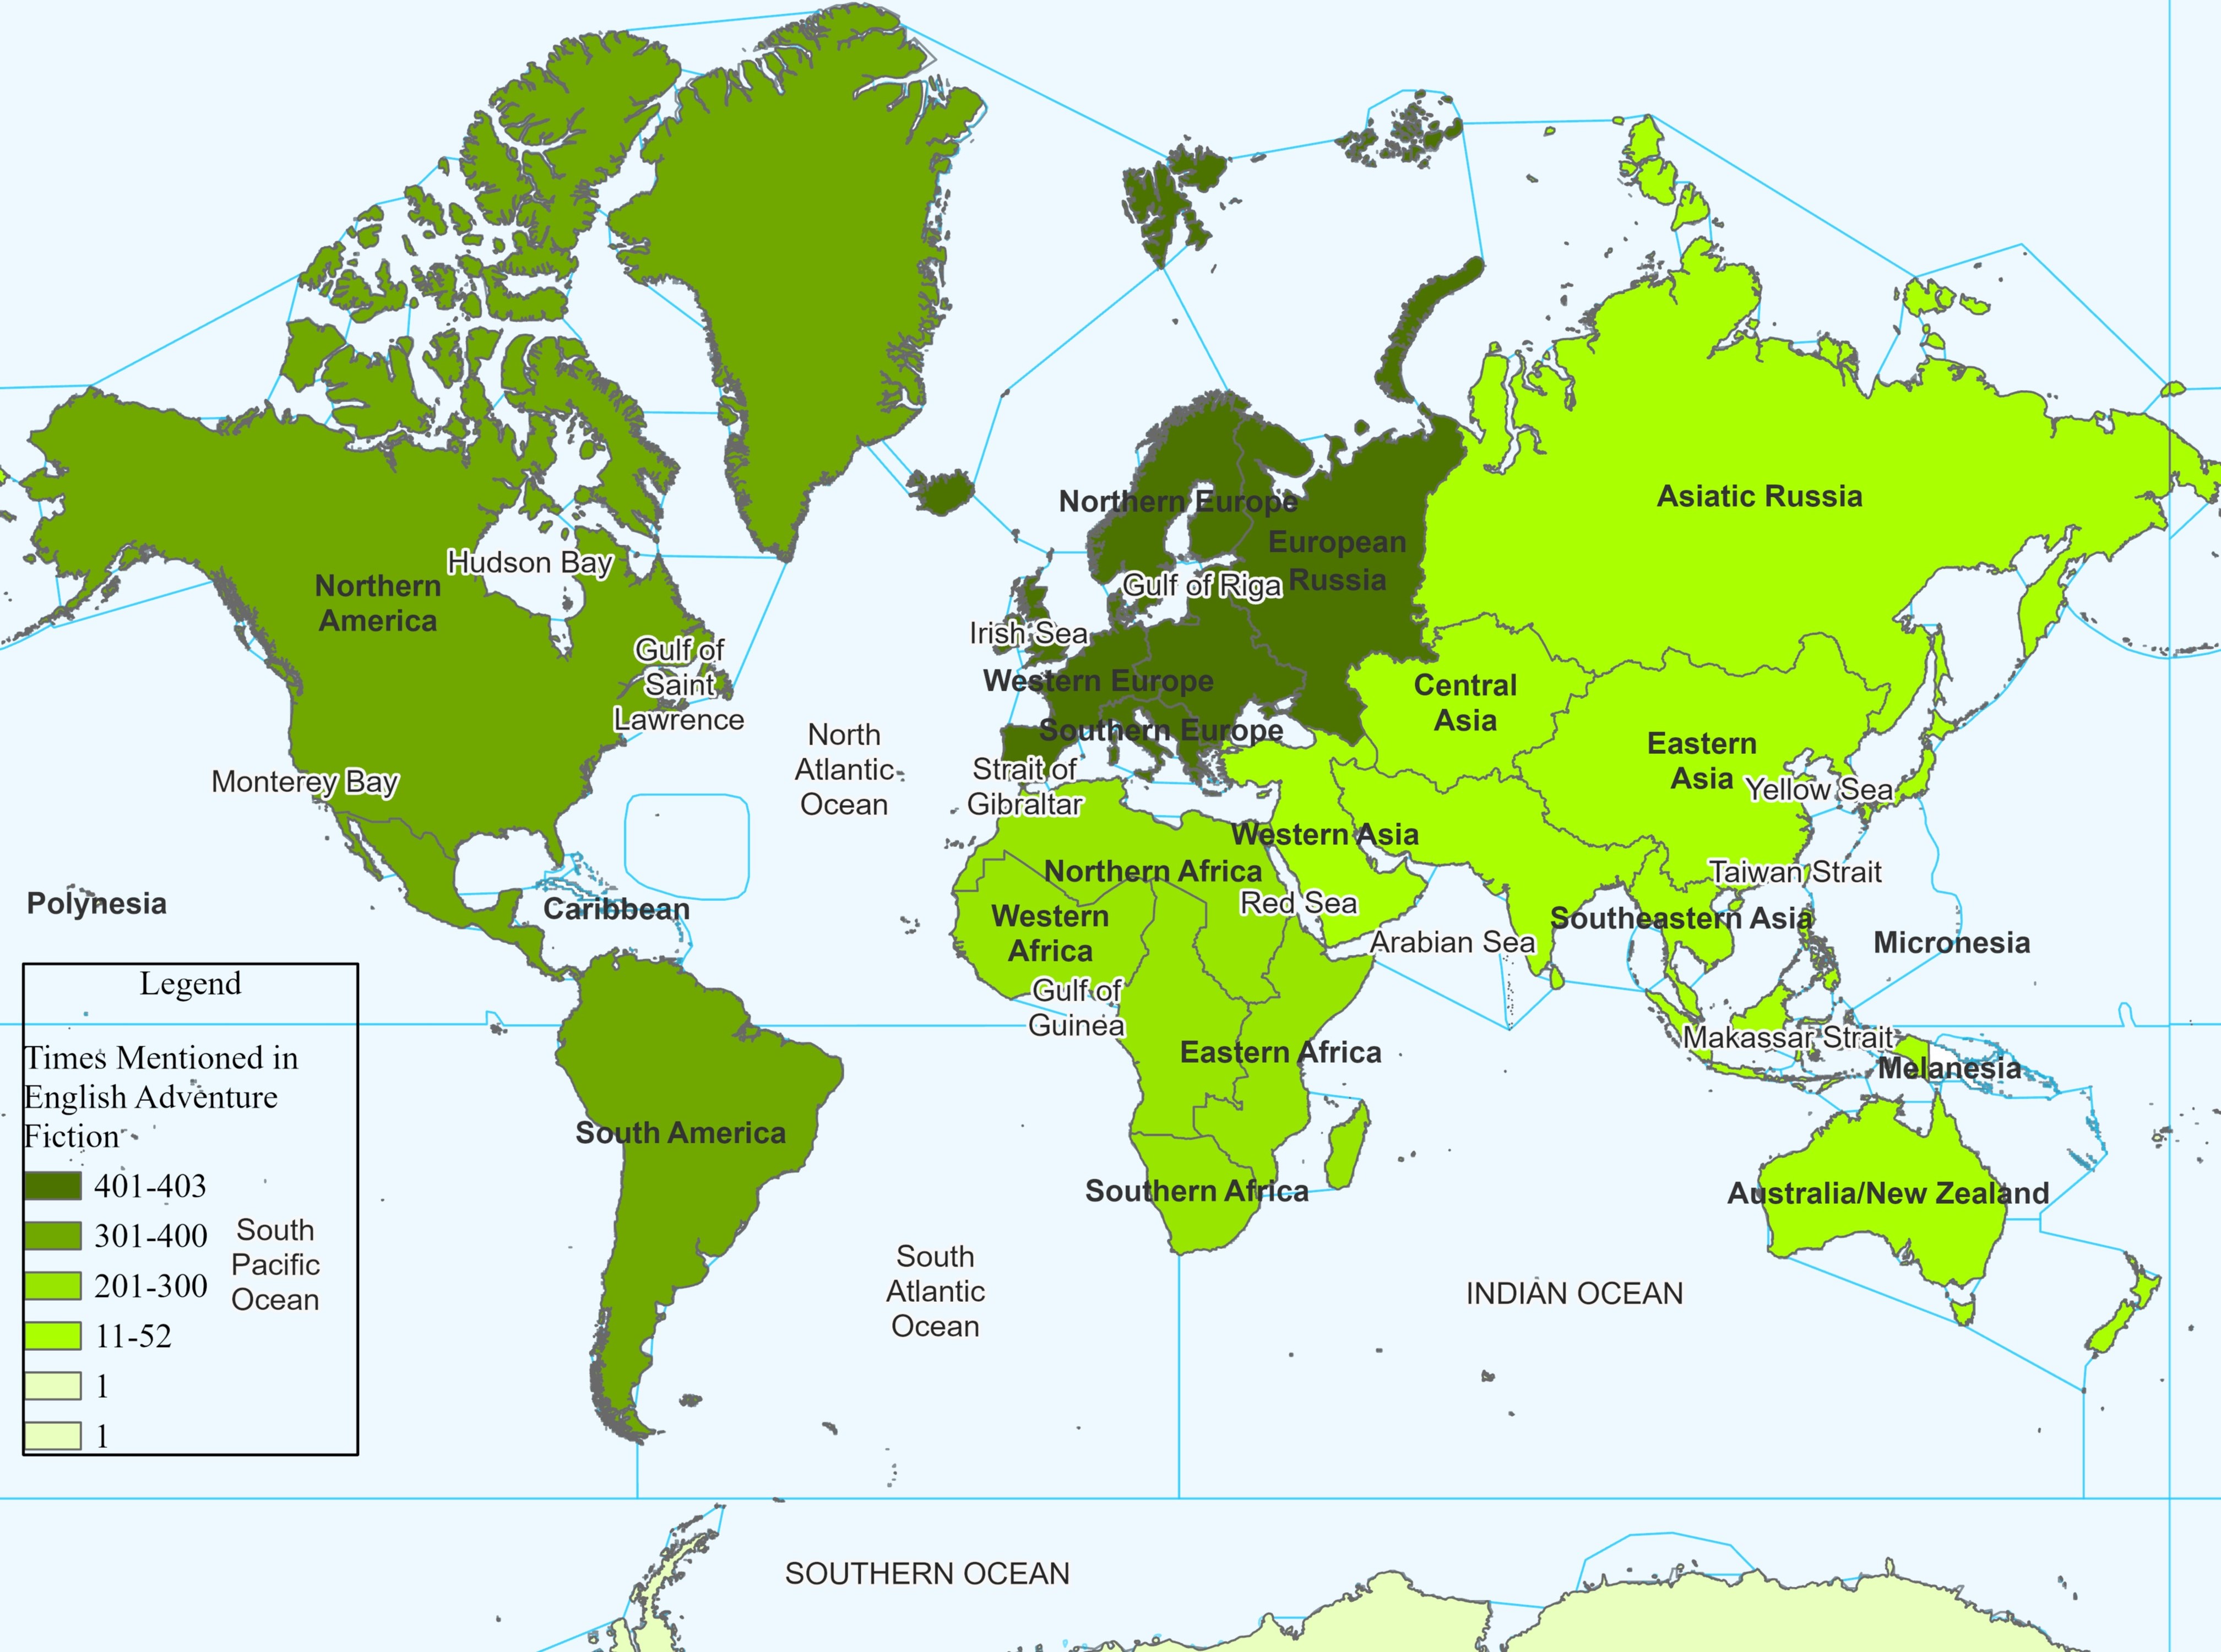 Northern Europe
Asiatic Russia
European
Russia
Hudson Bay
Northern
America
Gulf of Riga
Irish Sea
Gulf of
Saint
Lawrence
Western Europe
Central
Asia
Southern Europe
North
Atlantic
Ocean
Eastern
Asia
Monterey Bay
Strait of
Gibraltar
Yellow Sea
Western Asia
Northern Africa
Taiwan Strait
Polynesia
Caribbean
Western
Africa
Red Sea
Arabian Sea
Southeastern Asia
Micronesia
Gulf of
Guinea
Makassar Strait
Eastern Africa
Melanesia
South America
Southern Africa
Australia/New Zealand
South
Atlantic
Ocean
INDIAN OCEAN
Legend
Times Mentioned in
English Adventure
Fiction
401-403
301-400
201-300
11-52
1
1
South
Pacific
Ocean
SOUTHERN OCEAN